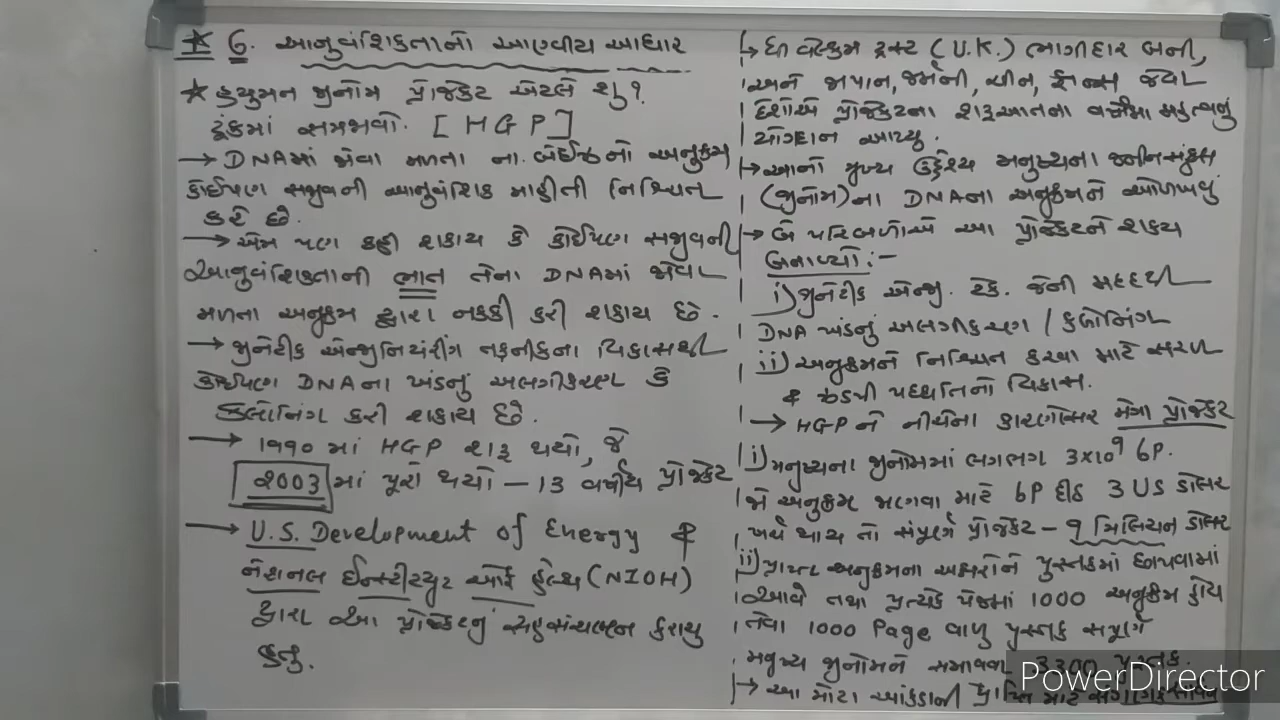 ★ 6. આનુવંશિકતાનો આણ્વીય આધાર
★ હ્યુમન જીનોમ પ્રોજેક્ટ એટલે શું?
ટૂંકમાં સમજાવો. [HGP]
→ DNAમાં જોવા મળતા ના. બેઈઝનો અનુક્રમ
કોઈપણ સજીવની આનુવંશિક માહીતી નિશ્ચિત
કરે છે.
→ એમ પણ કહી શકાય કે કોઈપણ સજીવની
આનુવંશિકતાની ભાત તેના DNAમાં જોવા
મળતા અનુક્રમ દ્વારા નક્કી કરી શકાય છે.
→ જીનેટીક એન્જીનિયરીંગ તકનીકના વિકાસથી
કોઈપણ DNAના ખંડનું અલગીકરણ કે
ક્લોનિંગ કરી શકાય છે.
→ ૧૯૯૦ માં HGP શરૂ થયો, જે
૨૦૦૩ માં પૂરો થયો – 13 વર્ષીય પ્રોજેક્ટ
→ U.S. Development of Energy &
નેશનલ ઈન્સ્ટીટ્યુટ ઓફ હેલ્થ (NIOH)
દ્વારા આ પ્રોજેક્ટનું સહસંચાલન કરાયુ
હતું.
→ ધી વેલ્કમ ટ્રસ્ટ (U.K.) ભાગીદાર બની,
અને જાપાન, જર્મની, ચીન, ફ્રાન્સ જેવા
દેશોએ પ્રોજેક્ટના શરૂઆતના વર્ષોમાં મહત્વનું
યોગદાન આપ્યુ.
→ આનો મુખ્ય ઉદ્દેશ્ય મનુષ્યના જનીનસંકુલ
(જીનોમ)ના DNAના અનુક્રમને ઓળખવું
→ બે પરિબળોએ આ પ્રોજેક્ટને શક્ય
બનાવ્યો:-
i) જીનેટીક એન્જી. ટેક. જેની મદદથી
DNA ખંડનું અલગીકરણ / ક્લોનિંગ
ii) અનુક્રમને નિશ્ચિત કરવા માટે સરળ
& ઝડપી પધ્ધતિનો વિકાસ.
→ HGP ને નીચેના કારણોસર મેગા પ્રોજેક્ટ
i) મનુષ્યના જીનોમમાં લગભગ 3x10⁹ bp.
જો અનુક્રમ જાણવા માટે bp દીઠ 3 US ડોલર
ખર્ચ થાય તો સંપૂર્ણ પ્રોજેક્ટ – 9 ત્રિલિયન ડોલર
ii) પ્રાપ્ત અનુક્રમના અક્ષરોને પુસ્તકમાં છાપવામાં
આવે તથા પ્રત્યેક પેજમાં 1000 અનુક્રમ હોય
તેવા 1000 Page વાળુ પુસ્તક સંપૂર્ણ
મનુષ્ય જીનોમને સમાવવા 3300 પુસ્તક.
→ આ મોટા આંકડાની પ્રાપ્તિ માટે
PowerDirector